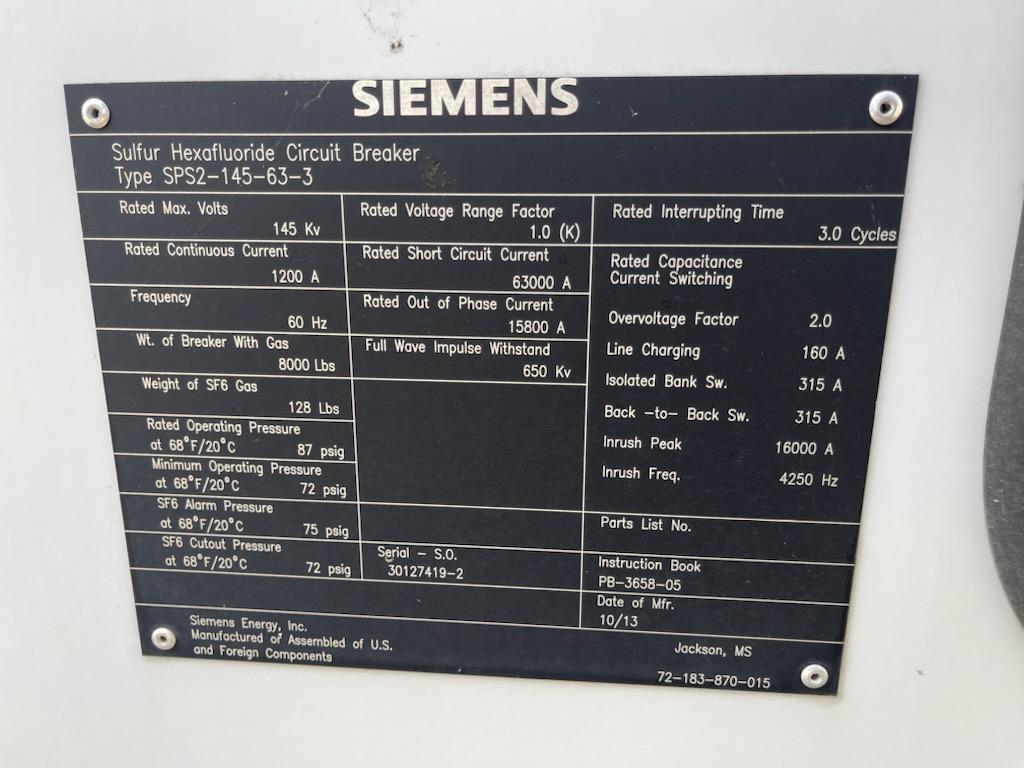 SIEMENS
Sulfur Hexafluoride Circuit Breaker
Type SPS2-145-63-3
Rated Max. Volts
145 Kv
Rated Continuous Current
1200 A
Frequency
60 Hz
Wt. of Breaker With Gas
8000 Lbs
Weight of SF6 Gas
128 Lbs
Rated Operating Pressure
at 68°F/20°C 87 psig
Minimum Operating Pressure
at 68°F/20°C 72 psig
SF6 Alarm Pressure
at 68°F/20°C 75 psig
SF6 Cutout Pressure
at 68°F/20°C 72 psig
Rated Voltage Range Factor
1.0 (K)
Rated Short Circuit Current
63000 A
Rated Out of Phase Current
15800 A
Full Wave Impulse Withstand
650 Kv
Serial - S.O.
30127419-2
Rated Interrupting Time
3.0 Cycles
Rated Capacitance
Current Switching
Overvoltage Factor 2.0
Line Charging 160 A
Isolated Bank Sw. 315 A
Back -to- Back Sw. 315 A
Inrush Peak 16000 A
Inrush Freq. 4250 Hz
Parts List No.
Instruction Book
PB-3658-05
Date of Mfr.
10/13
Siemens Energy, Inc.
Manufactured of Assembled of U.S.
and Foreign Components
Jackson, MS
72-183-870-015